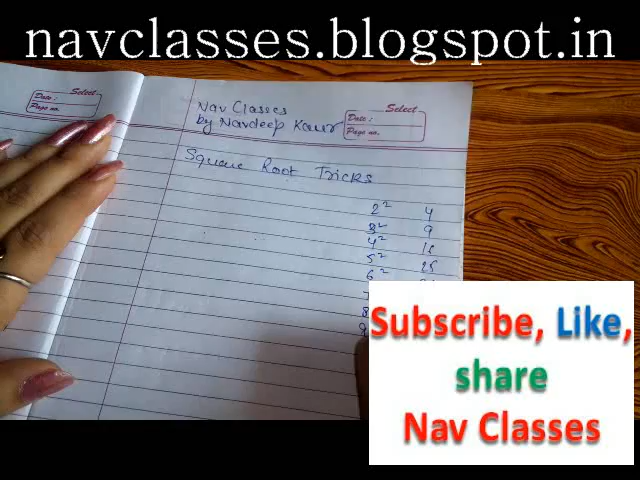 navclasses.blogspot.in
Select
Date :
Page no.
Nav Classes
by Navdeep Kaur
Select
Date :
Page no.
Square Root Tricks
2² 4
3² 9
4² 16
5² 25
6²
Subscribe, Like,
share
Nav Classes